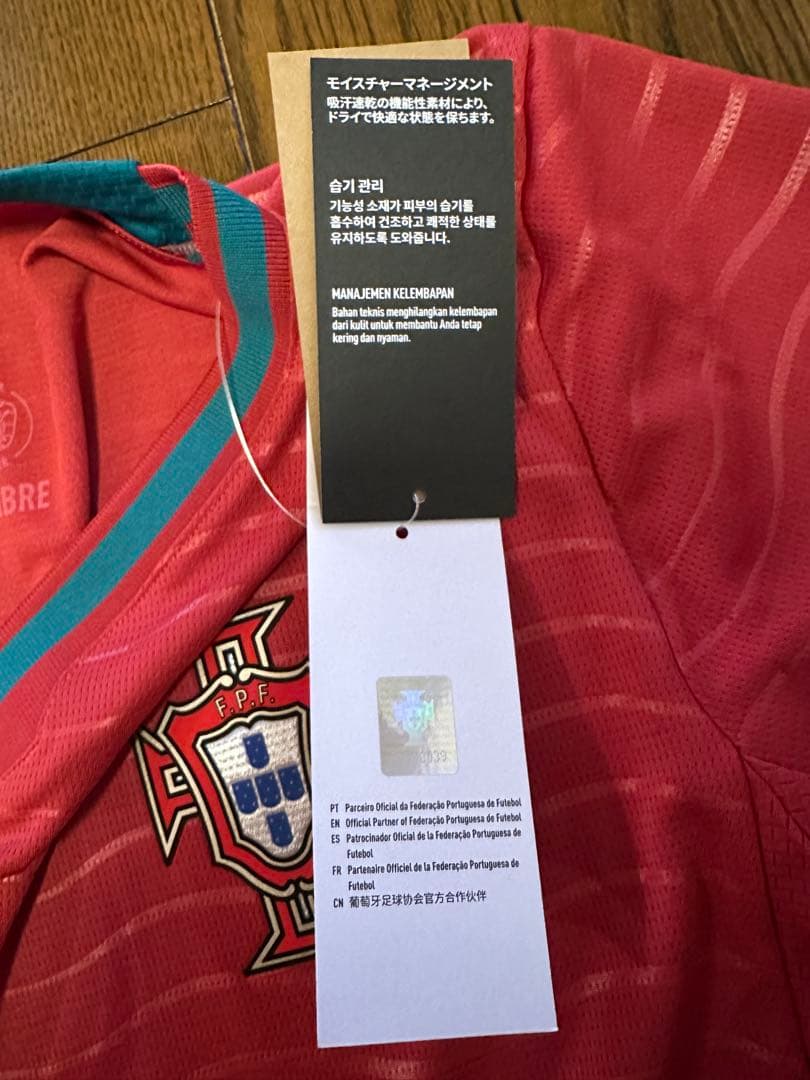 モイスチャーマネージメント
吸汗速乾の機能性素材により、
ドライで快適な状態を保ちます。
습기 관리
기능성 소재가 피부의 습기를
흡수하여 건조하고 쾌적한 상태를
유지하도록 도와줍니다.
MANAJEMEN KELEMBAPAN
Bahan teknis menghilangkan kelembapan
dari kulit untuk membantu Anda tetap
kering dan nyaman.
BRE
F.P.F.
PT Parceiro Oficial da Federação Portuguesa de Futebol
EN Official Partner of Federação Portuguesa de Futebol
ES Patrocinador Oficial de la Federação Portuguesa de
Futebol
FR Partenaire Officiel de la Federação Portuguesa de
Futebol
CN 葡萄牙足球协会官方合作伙伴